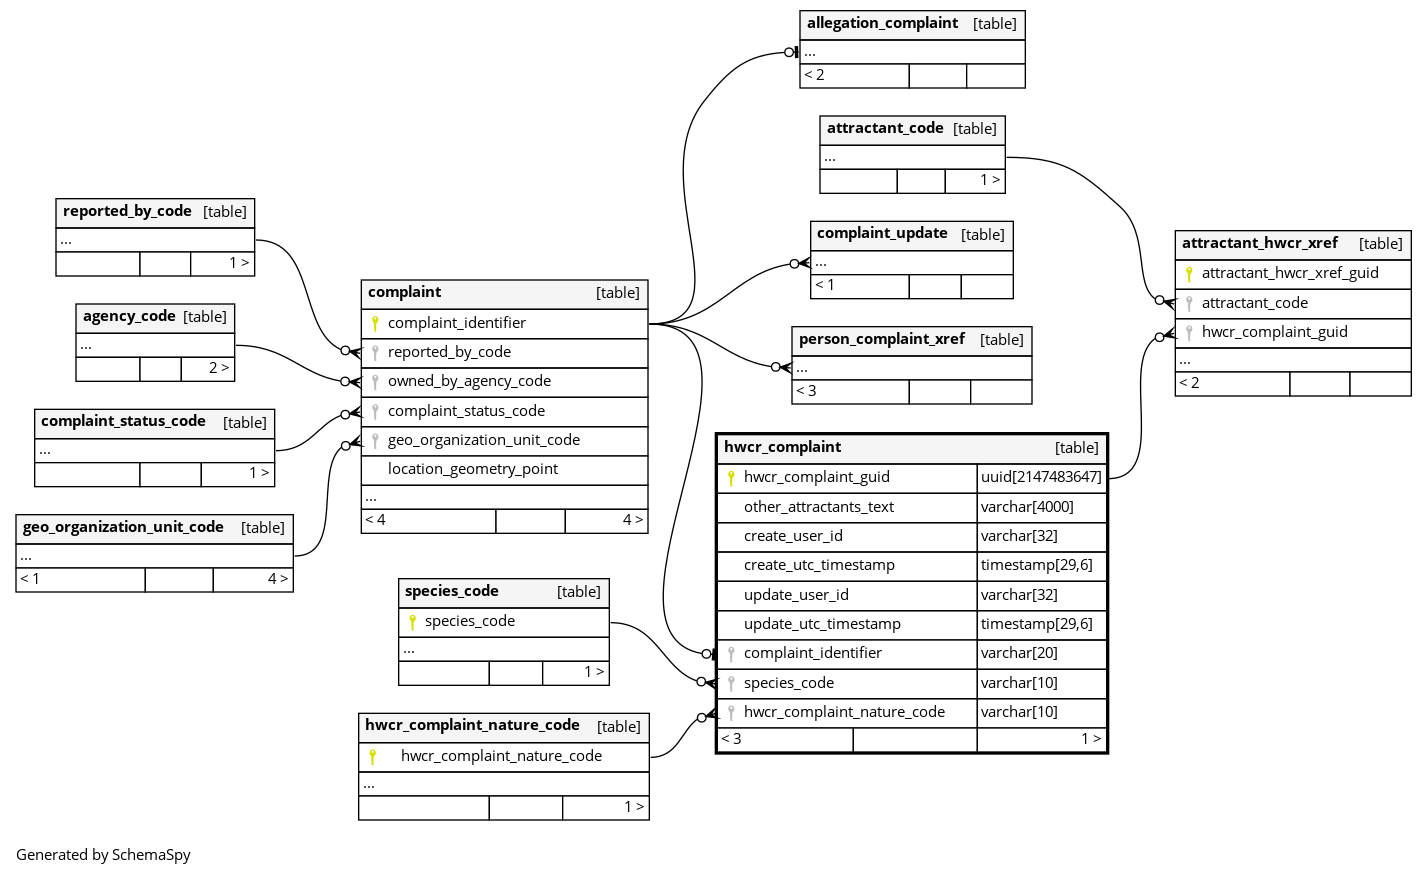 allegation_complaint [table]
...
< 2
attractant_code [table]
...
1 >
reported_by_code [table]
...
1 >
complaint_update [table]
...
< 1
attractant_hwcr_xref [table]
attractant_hwcr_xref_guid
attractant_code
hwcr_complaint_guid
...
< 2
complaint [table]
complaint_identifier
reported_by_code
owned_by_agency_code
complaint_status_code
geo_organization_unit_code
location_geometry_point
...
< 4 4 >
agency_code [table]
...
2 >
person_complaint_xref [table]
...
< 3
complaint_status_code [table]
...
1 >
hwcr_complaint [table]
hwcr_complaint_guid uuid[2147483647]
other_attractants_text varchar[4000]
create_user_id varchar[32]
create_utc_timestamp timestamp[29,6]
update_user_id varchar[32]
update_utc_timestamp timestamp[29,6]
complaint_identifier varchar[20]
species_code varchar[10]
hwcr_complaint_nature_code varchar[10]
< 3 1 >
geo_organization_unit_code [table]
...
< 1 4 >
species_code [table]
species_code
...
1 >
hwcr_complaint_nature_code [table]
hwcr_complaint_nature_code
...
1 >
Generated by SchemaSpy